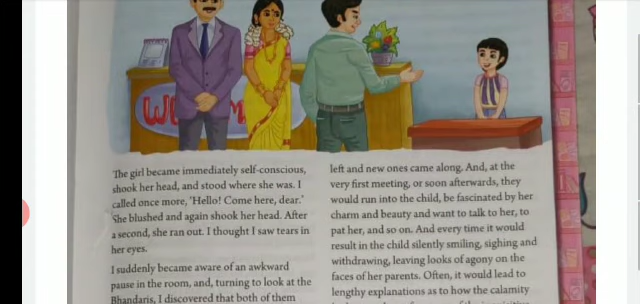 The girl became immediately self-conscious,
shook her head, and stood where she was. I
called once more, 'Hello! Come here, dear.'
She blushed and again shook her head. After
a second, she ran out. I thought I saw tears in
her eyes.
I suddenly became aware of an awkward
pause in the room, and, turning to look at the
Bhandaris, I discovered that both of them
left and new ones came along. And, at the
very first meeting, or soon afterwards, they
would run into the child, be fascinated by her
charm and beauty and want to talk to her, to
pat her, and so on. And every time it would
result in the child silently smiling, sighing and
withdrawing, leaving looks of agony on the
faces of her parents. Often, it would lead to
lengthy explanations as to how the calamity